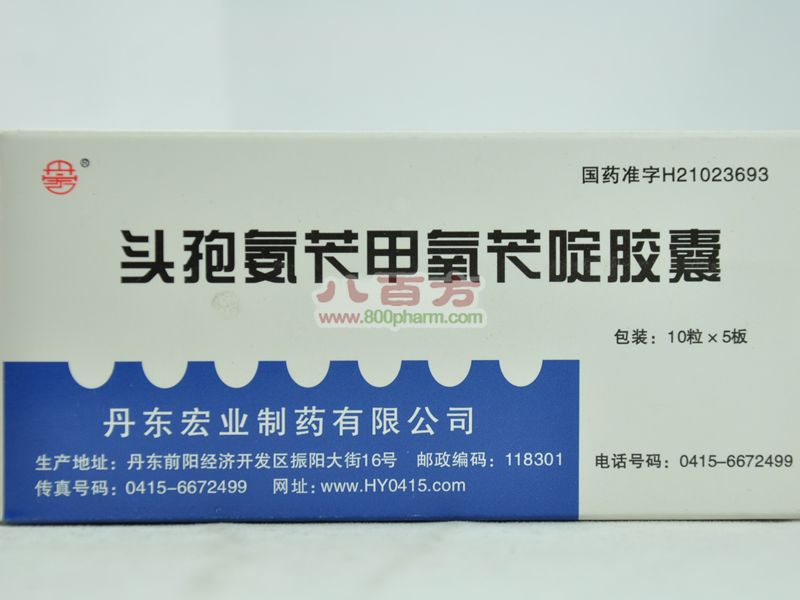 ®
国药准字H21023693
头孢氨苄甲氧苄啶胶囊
八百方
www.800pharm.com
包装：10粒×5板
丹东宏业制药有限公司
生产地址：丹东前阳经济开发区振阳大街16号 邮政编码：118301 电话号码：0415-6672499
传真号码：0415-6672499 网址：www.HY0415.com